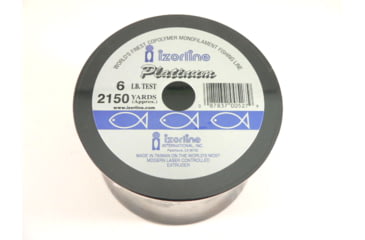 WORLD'S FINEST COPOLYMER MONOFILAMENT FISHING LINE
izorline
Platinum
6 LB. TEST
2150 YARDS
(Approx.)
www.izorline.com
izorline
INTERNATIONAL, INC.
MADE IN TAIWAN ON THE WORLD'S MOST
MODERN LASER CONTROLLED
EXTRUDER